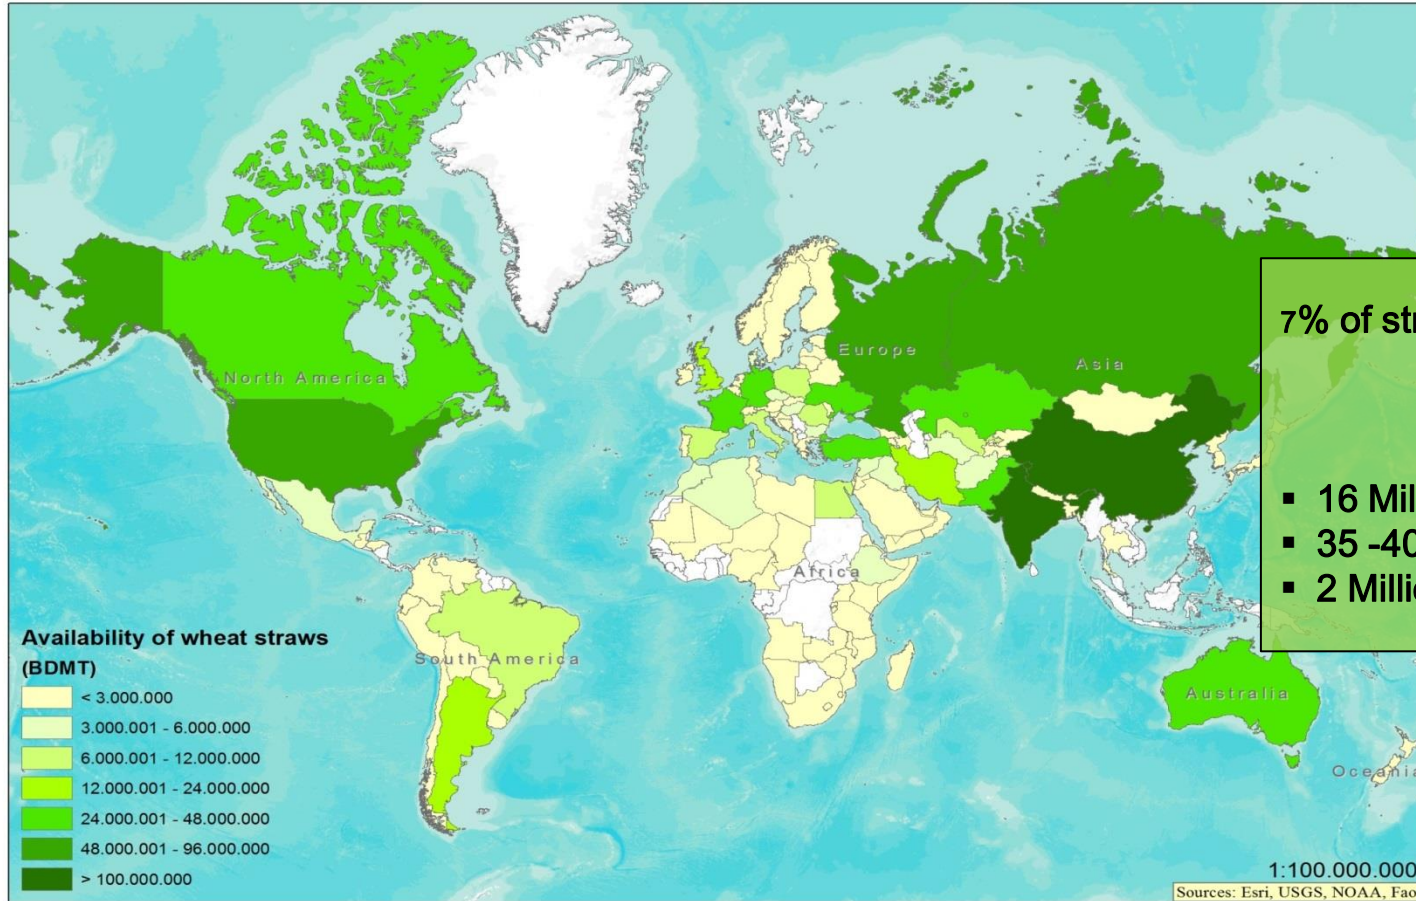 North America
Europe
Asia
Africa
South America
Australia
Oceania
Availability of wheat straws
(BDMT)
< 3.000.000
3.000.001 - 6.000.000
6.000.001 - 12.000.000
12.000.001 - 24.000.000
24.000.001 - 48.000.000
48.000.001 - 96.000.000
> 100.000.000
7% of str
▪ 16 Mil
▪ 35 -40
▪ 2 Millio
1:100.000.000
Sources: Esri, USGS, NOAA, Fao